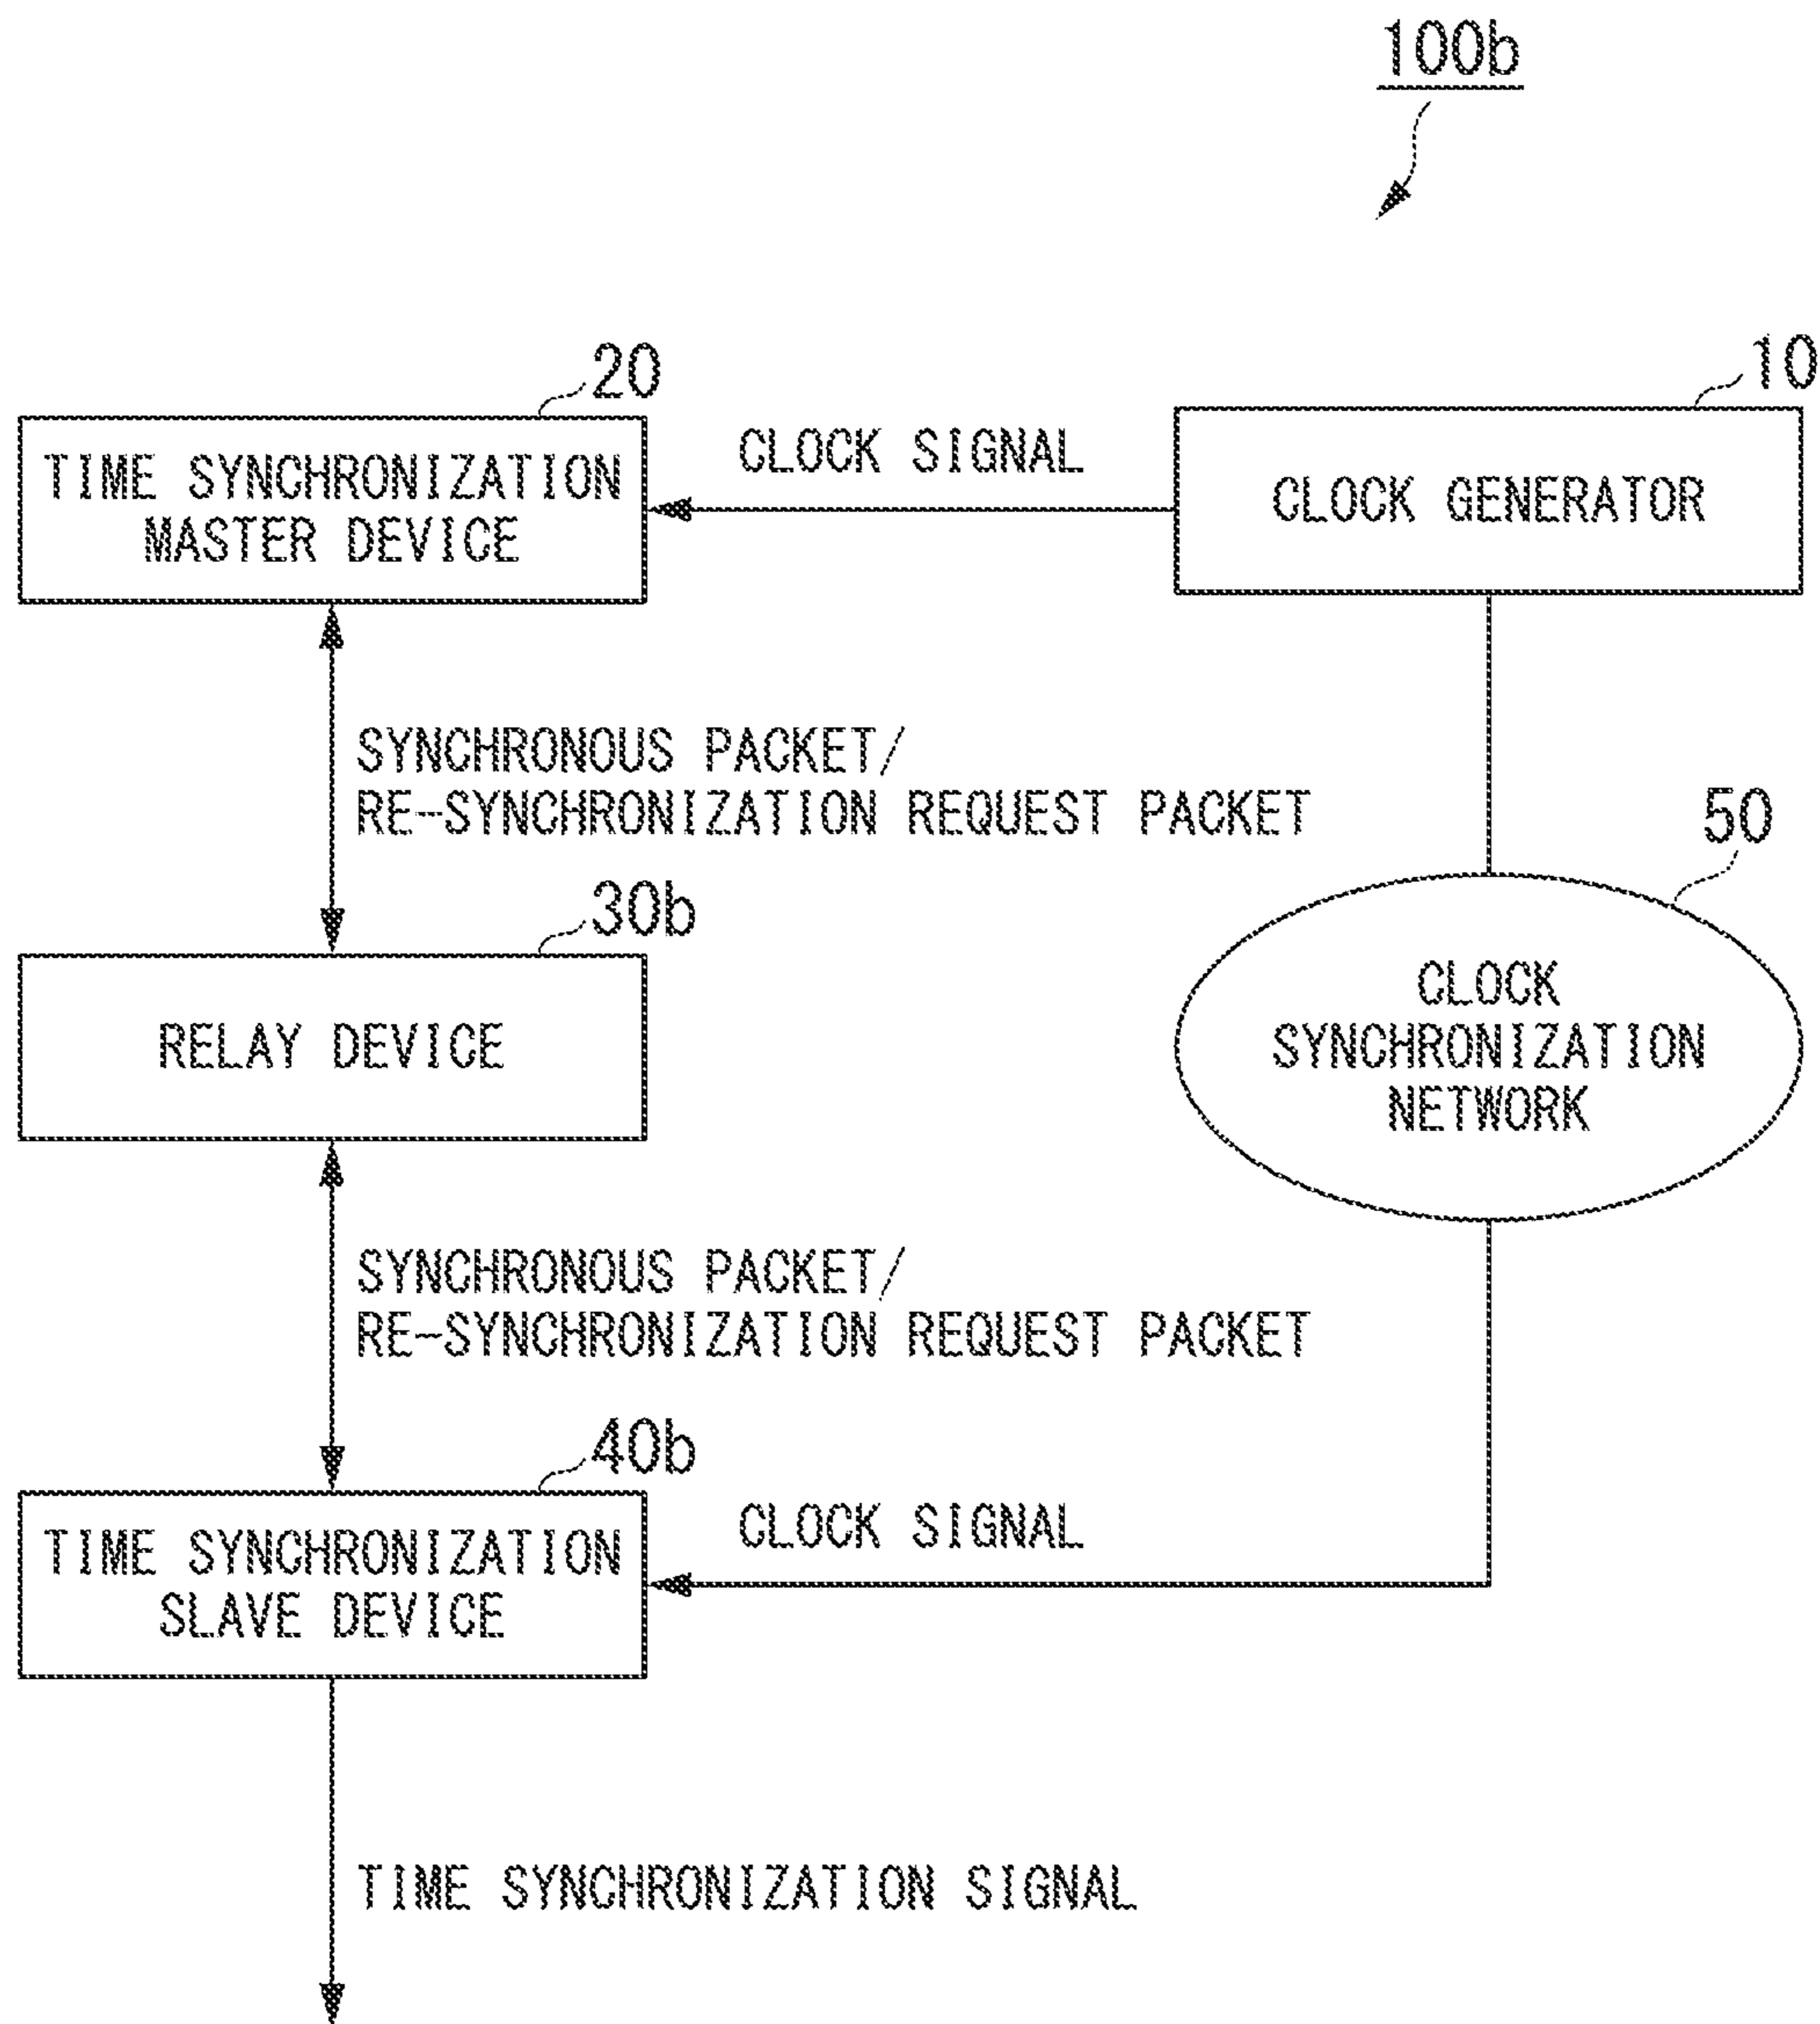 100b
20
10
TIME SYNCHRONIZATION
MASTER DEVICE
CLOCK SIGNAL
CLOCK GENERATOR
SYNCHRONOUS PACKET/
RE-SYNCHRONIZATION REQUEST PACKET
50
30b
RELAY DEVICE
CLOCK
SYNCHRONIZATION
NETWORK
SYNCHRONOUS PACKET/
RE-SYNCHRONIZATION REQUEST PACKET
40b
TIME SYNCHRONIZATION
SLAVE DEVICE
CLOCK SIGNAL
TIME SYNCHRONIZATION SIGNAL